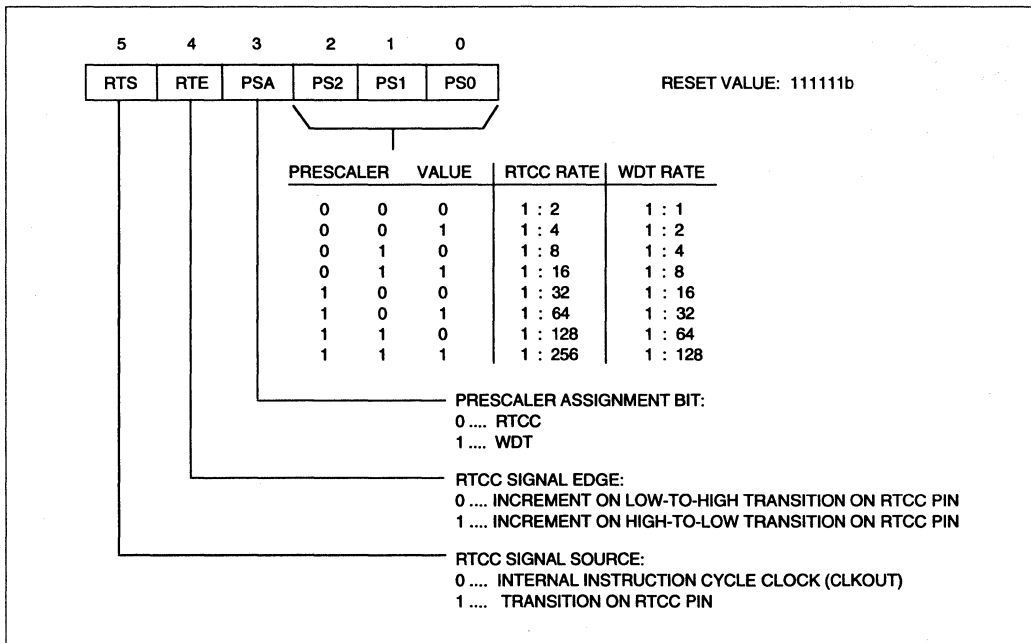 5 4 3 2 1 0
RTS RTE PSA PS2 PS1 PS0 RESET VALUE: 111111b
PRESCALER VALUE RTCC RATE WDT RATE
0 0 0 1 : 2 1 : 1
0 0 1 1 : 4 1 : 2
0 1 0 1 : 8 1 : 4
0 1 1 1 : 16 1 : 8
1 0 0 1 : 32 1 : 16
1 0 1 1 : 64 1 : 32
1 1 0 1 : 128 1 : 64
1 1 1 1 : 256 1 : 128
PRESCALER ASSIGNMENT BIT:
0 .... RTCC
1 .... WDT
RTCC SIGNAL EDGE:
0 .... INCREMENT ON LOW-TO-HIGH TRANSITION ON RTCC PIN
1 .... INCREMENT ON HIGH-TO-LOW TRANSITION ON RTCC PIN
RTCC SIGNAL SOURCE:
0 .... INTERNAL INSTRUCTION CYCLE CLOCK (CLKOUT)
1 .... TRANSITION ON RTCC PIN